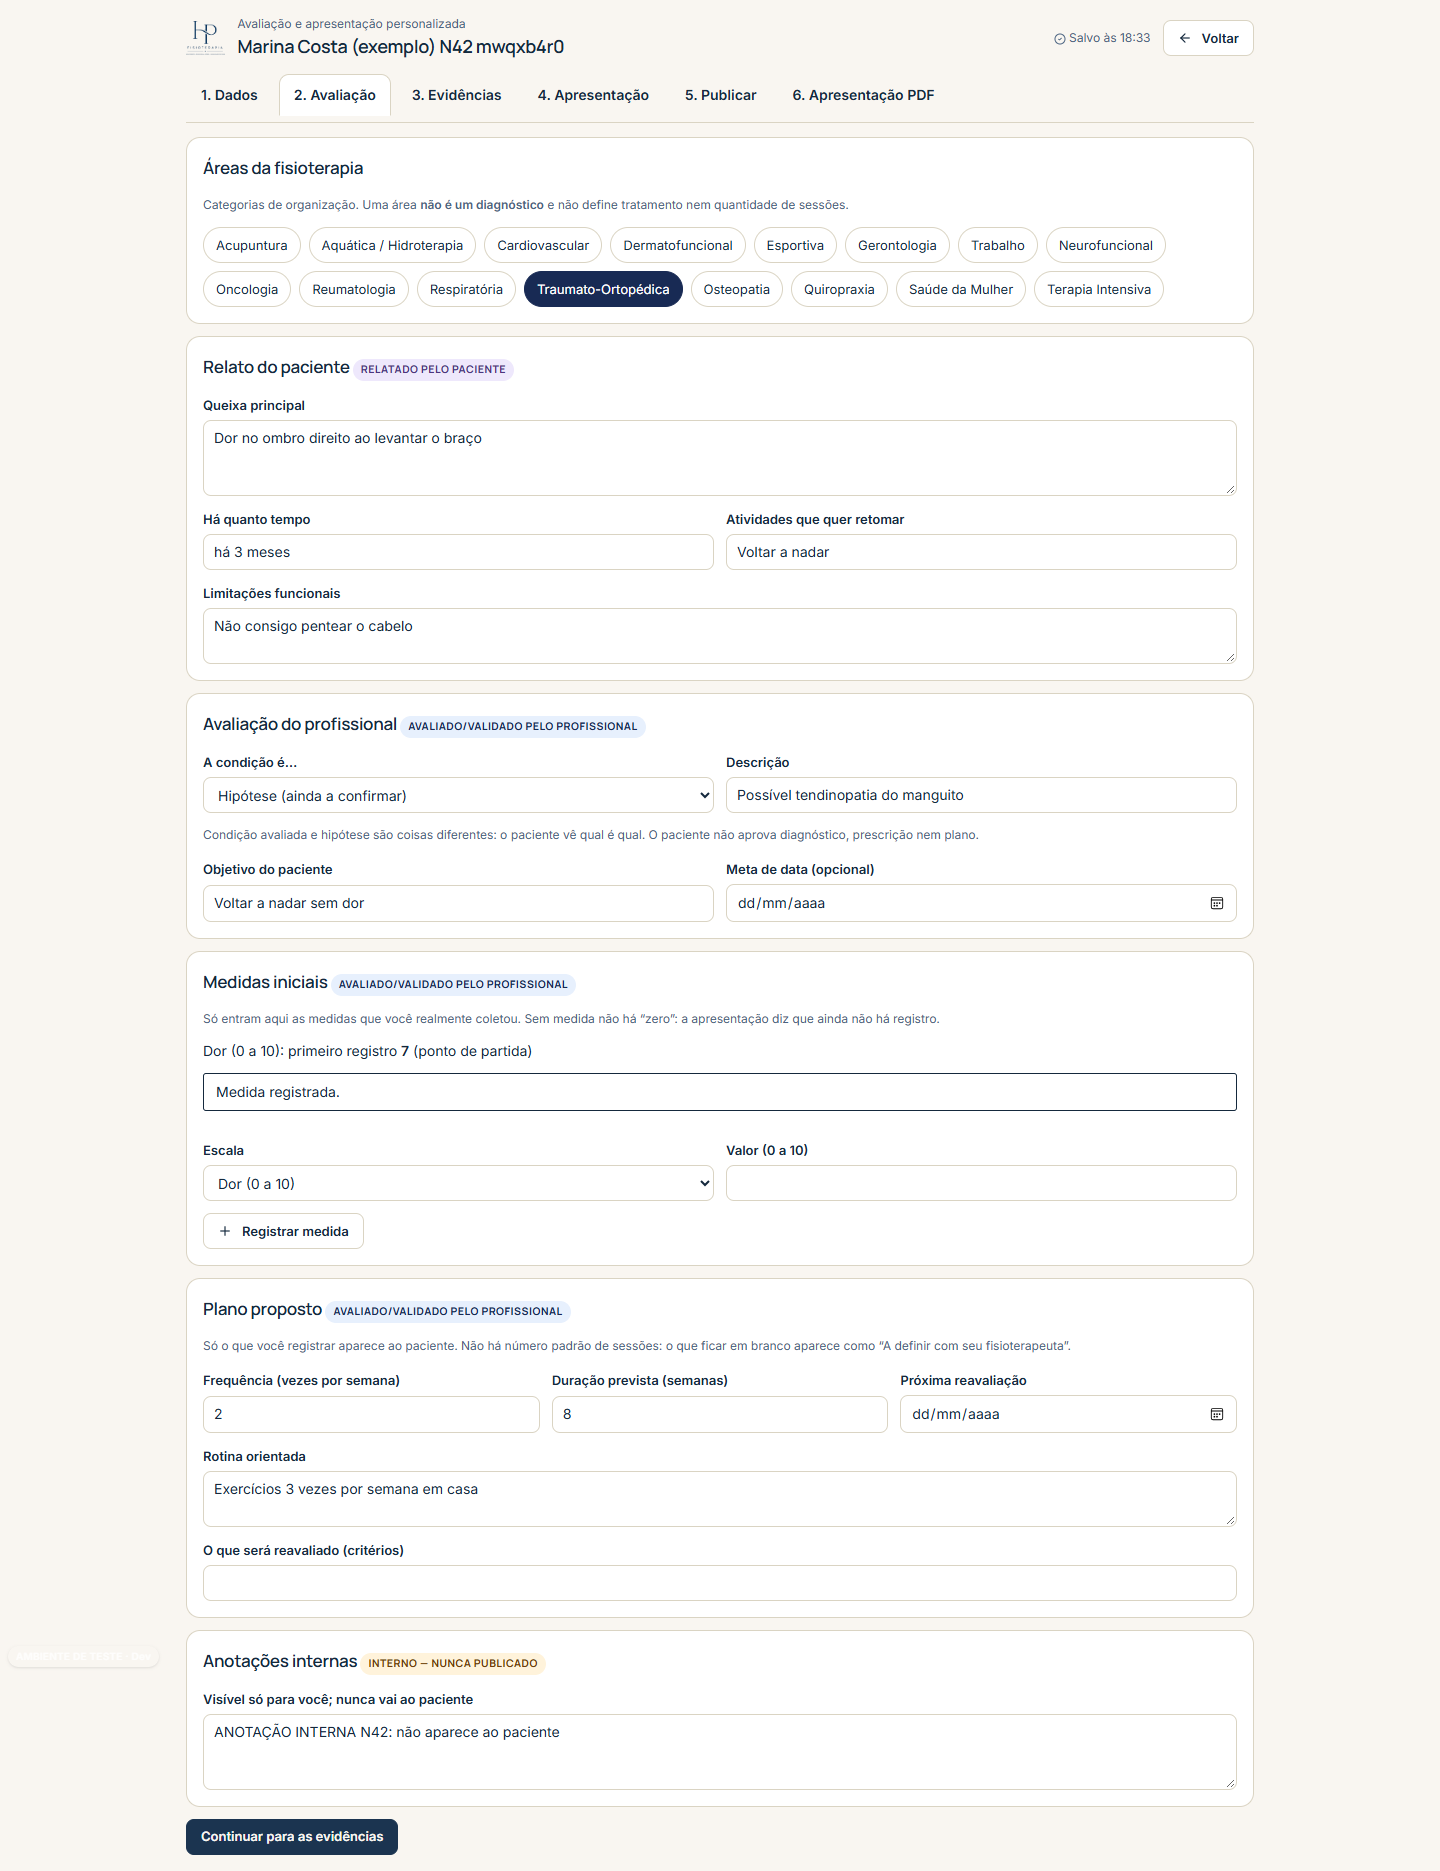 HP
FISIOTERAPIA
Avaliação e apresentação personalizada
Marina Costa (exemplo) N42 mwqxb4r0
Salvo às 18:33
Voltar
1. Dados
2. Avaliação
3. Evidências
4. Apresentação
5. Publicar
6. Apresentação PDF
Áreas da fisioterapia
Categorias de organização. Uma área não é um diagnóstico e não define tratamento nem quantidade de sessões.
Acupuntura
Aquática / Hidroterapia
Cardiovascular
Dermatofuncional
Esportiva
Gerontologia
Trabalho
Neurofuncional
Oncologia
Reumatologia
Respiratória
Traumato-Ortopédica
Osteopatia
Quiropraxia
Saúde da Mulher
Terapia Intensiva
Relato do paciente RELATADO PELO PACIENTE
Queixa principal
Dor no ombro direito ao levantar o braço
Há quanto tempo
há 3 meses
Atividades que quer retomar
Voltar a nadar
Limitações funcionais
Não consigo pentear o cabelo
Avaliação do profissional AVALIADO/VALIDADO PELO PROFISSIONAL
A condição é...
Hipótese (ainda a confirmar)
Descrição
Possível tendinopatia do manguito
Condição avaliada e hipótese são coisas diferentes: o paciente vê qual é qual. O paciente não aprova diagnóstico, prescrição nem plano.
Objetivo do paciente
Voltar a nadar sem dor
Meta de data (opcional)
dd/mm/aaaa
Medidas iniciais AVALIADO/VALIDADO PELO PROFISSIONAL
Só entram aqui as medidas que você realmente coletou. Sem medida não há “zero”: a apresentação diz que ainda não há registro.
Dor (0 a 10): primeiro registro 7 (ponto de partida)
Medida registrada.
Escala
Dor (0 a 10)
Valor (0 a 10)
Registrar medida
Plano proposto AVALIADO/VALIDADO PELO PROFISSIONAL
Só o que você registrar aparece ao paciente. Não há número padrão de sessões: o que ficar em branco aparece como “A definir com seu fisioterapeuta”.
Frequência (vezes por semana)
2
Duração prevista (semanas)
8
Próxima reavaliação
dd/mm/aaaa
Rotina orientada
Exercícios 3 vezes por semana em casa
O que será reavaliado (critérios)
AMBIENTE DE TESTE
Anotações internas INTERNO — NUNCA PUBLICADO
Visível só para você; nunca vai ao paciente
ANOTAÇÃO INTERNA N42: não aparece ao paciente
Continuar para as evidências